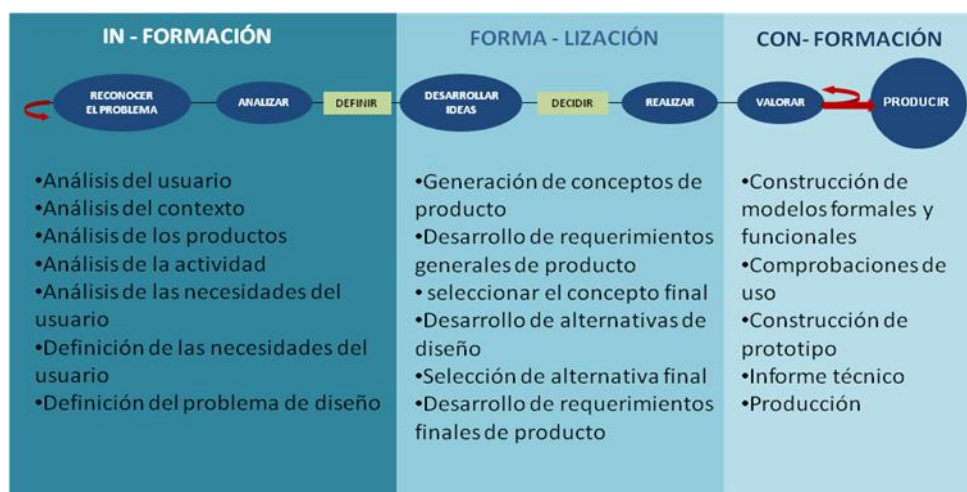 IN - FORMACIÓN
RECONOCER
EL PROBLEMA
ANALIZAR
DEFINIR
•Análisis del usuario
•Análisis del contexto
•Análisis de los productos
•Análisis de la actividad
•Análisis de las necesidades del
usuario
•Definición de las necesidades del
usuario
•Definición del problema de diseño
FORMA - LIZACIÓN
DESARROLLAR
IDEAS
DECIDIR
REALIZAR
•Generación de conceptos de
producto
•Desarrollo de requerimientos
generales de producto
• seleccionar el concepto final
•Desarrollo de alternativas de
diseño
•Selección de alternativa final
•Desarrollo de requerimientos
finales de producto
CON- FORMACIÓN
VALORAR
PRODUCIR
•Construcción de
modelos formales y
funcionales
•Comprobaciones de
uso
•Construcción de
prototipo
•Informe técnico
•Producción